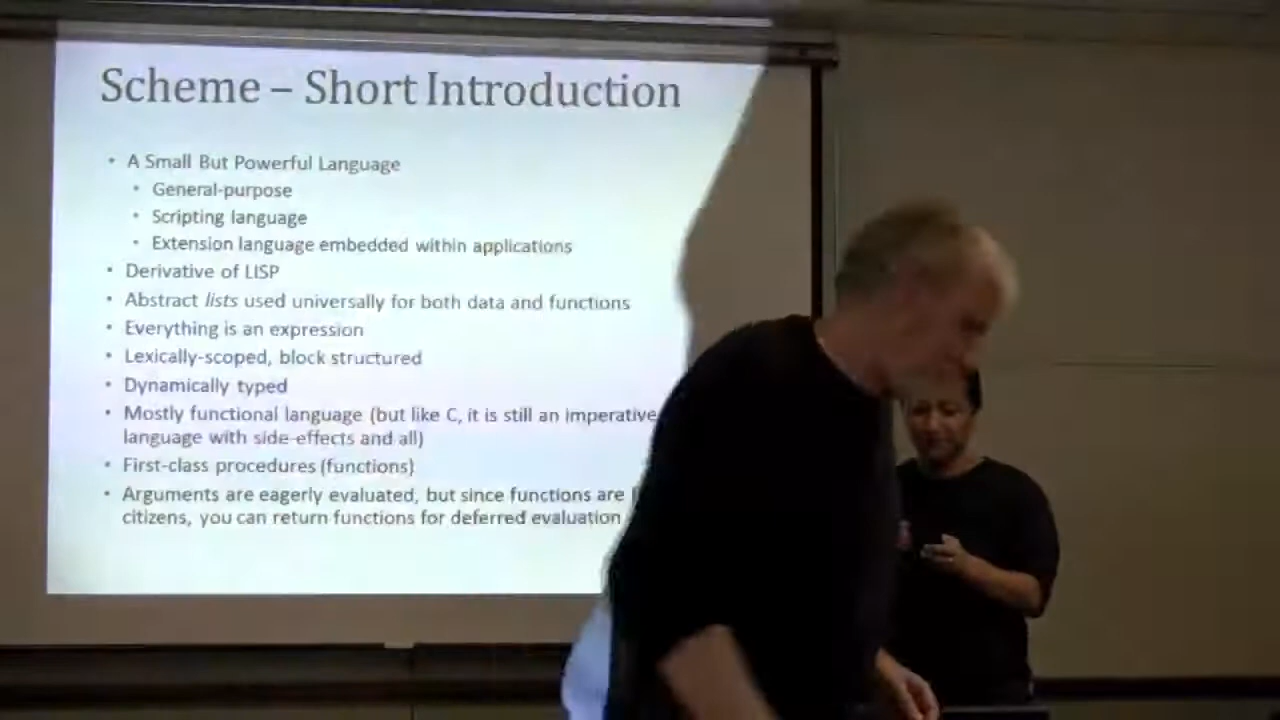 Scheme – Short Introduction
• A Small But Powerful Language
• General-purpose
• Scripting language
• Extension language embedded within applications
• Derivative of LISP
• Abstract lists used universally for both data and functions
• Everything is an expression
• Lexically-scoped, block structured
• Dynamically typed
• Mostly functional language (but like C, it is still an imperative
language with side-effects and all)
• First-class procedures (functions)
• Arguments are eagerly evaluated, but since functions are
citizens, you can return functions for deferred evaluation